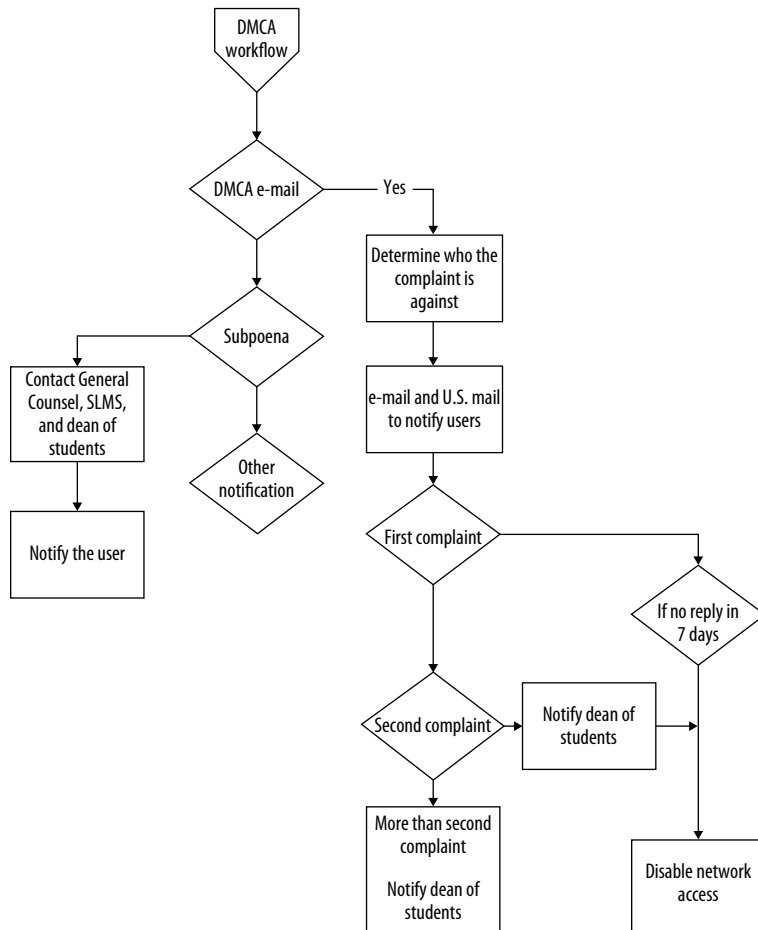 DMCA
workflow
DMCA e-mail
Yes
Determine who the
complaint is
against
Subpoena
Contact General
Counsel, SLMS,
and dean of
students
e-mail and U.S. mail
to notify users
Other
notification
Notify the user
First complaint
If no reply in
7 days
Second complaint
Notify dean of
students
More than second
complaint
Notify dean of
students
Disable network
access